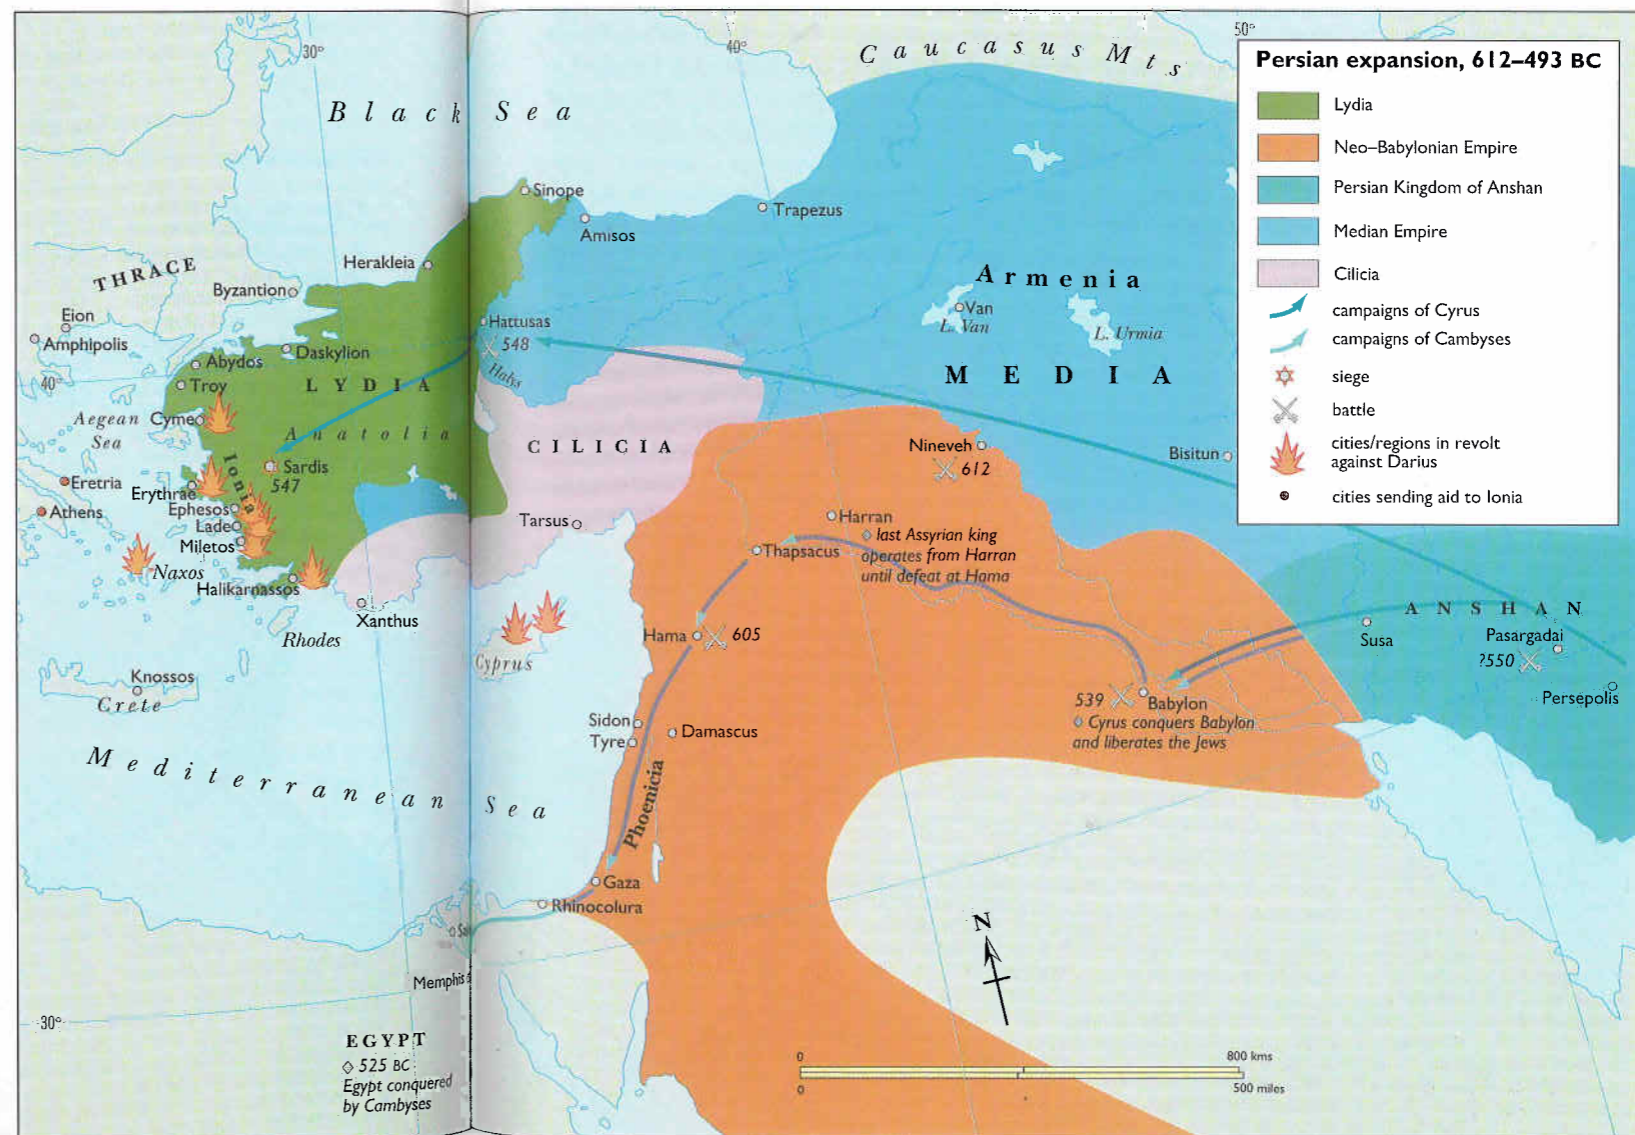 Persian expansion, 612–493 BC
Lydia
Neo–Babylonian Empire
Persian Kingdom of Anshan
Median Empire
Cilicia
campaigns of Cyrus
campaigns of Cambyses
siege
battle
cities/regions in revolt
against Darius
cities sending aid to Ionia
30°
40°
50°
Caucasus Mts
Black Sea
Sinope
Trapezus
Amisos
Herakleia
THRACE
Byzantion
Armenia
Van
L. Van
L. Urmia
Eion
Amphipolis
Hattusas
548
Halys
Abydos
Daskylion
40°
Troy
LYDIA
MEDIA
Aegean
Sea
Cyme
Anatolia
CILICIA
Nineveh
612
Bisitun
Ionia
Sardis
547
Eretria
Erythrae
Athens
Ephesos
Lade
Miletos
Tarsus
Harran
last Assyrian king
operates from Harran
until defeat at Hama
Thapsacus
Naxos
Halikarnassos
Xanthus
Rhodes
ANSHAN
Susa
Pasargadai
?550
Persepolis
Hama
605
Cyprus
Knossos
Crete
539
Babylon
Cyrus conquers Babylon
and liberates the Jews
Sidon
Tyre
Damascus
Mediterranean Sea
Phoenicia
Gaza
Rhinocolura
Memphis
N
30°
EGYPT
525 BC
Egypt conquered
by Cambyses
0
800 kms
0
500 miles